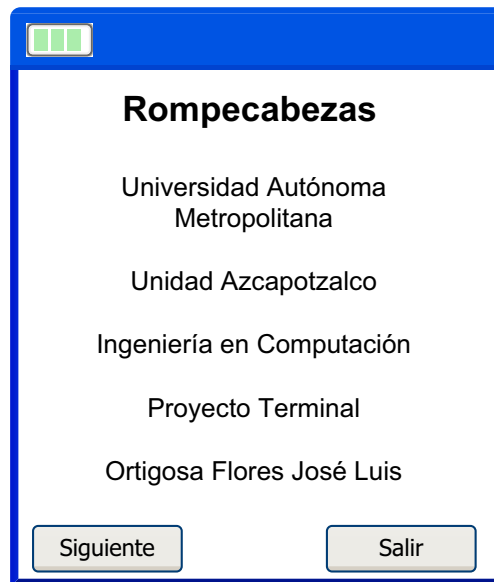 Rompecabezas
Universidad Autónoma
Metropolitana
Unidad Azcapotzalco
Ingeniería en Computación
Proyecto Terminal
Ortigosa Flores José Luis
Siguiente
Salir